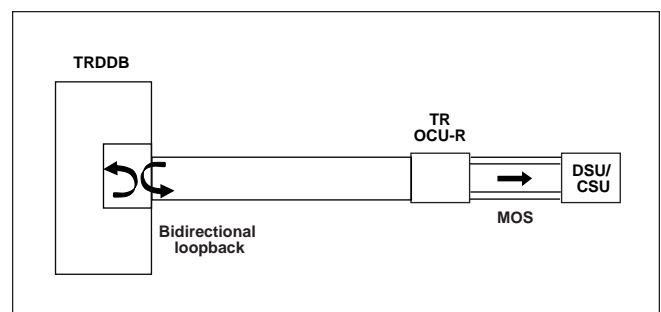 TRDDB
TR
OCU-R
DSU/
CSU
MOS
Bidirectional
loopback